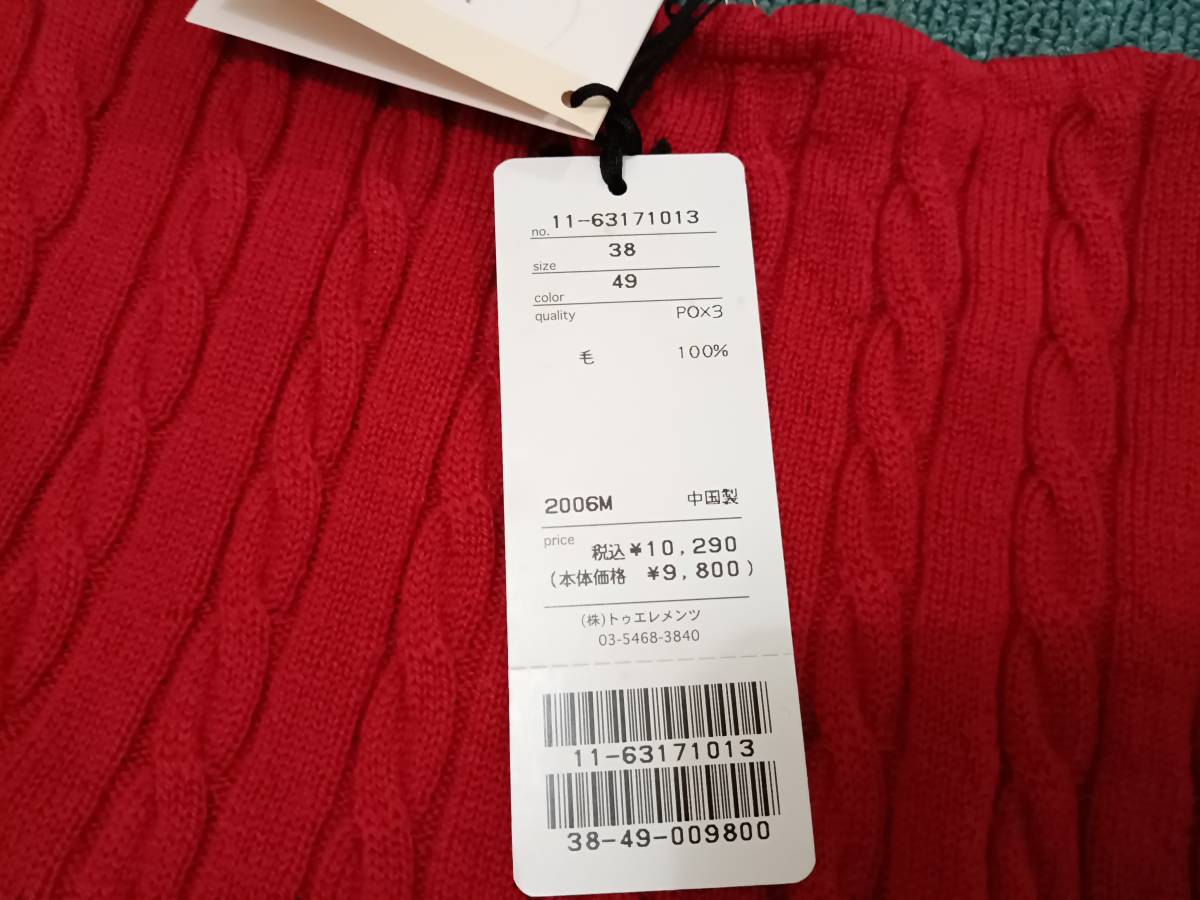 no. 11-63171013
size 38
color 49
quality PO×3
毛 100%
2006M 中国製
price 税込 ¥10,290
(本体価格 ¥9,800)
(株)トゥエレメンツ
03-5468-3840
11-63171013
38-49-009800